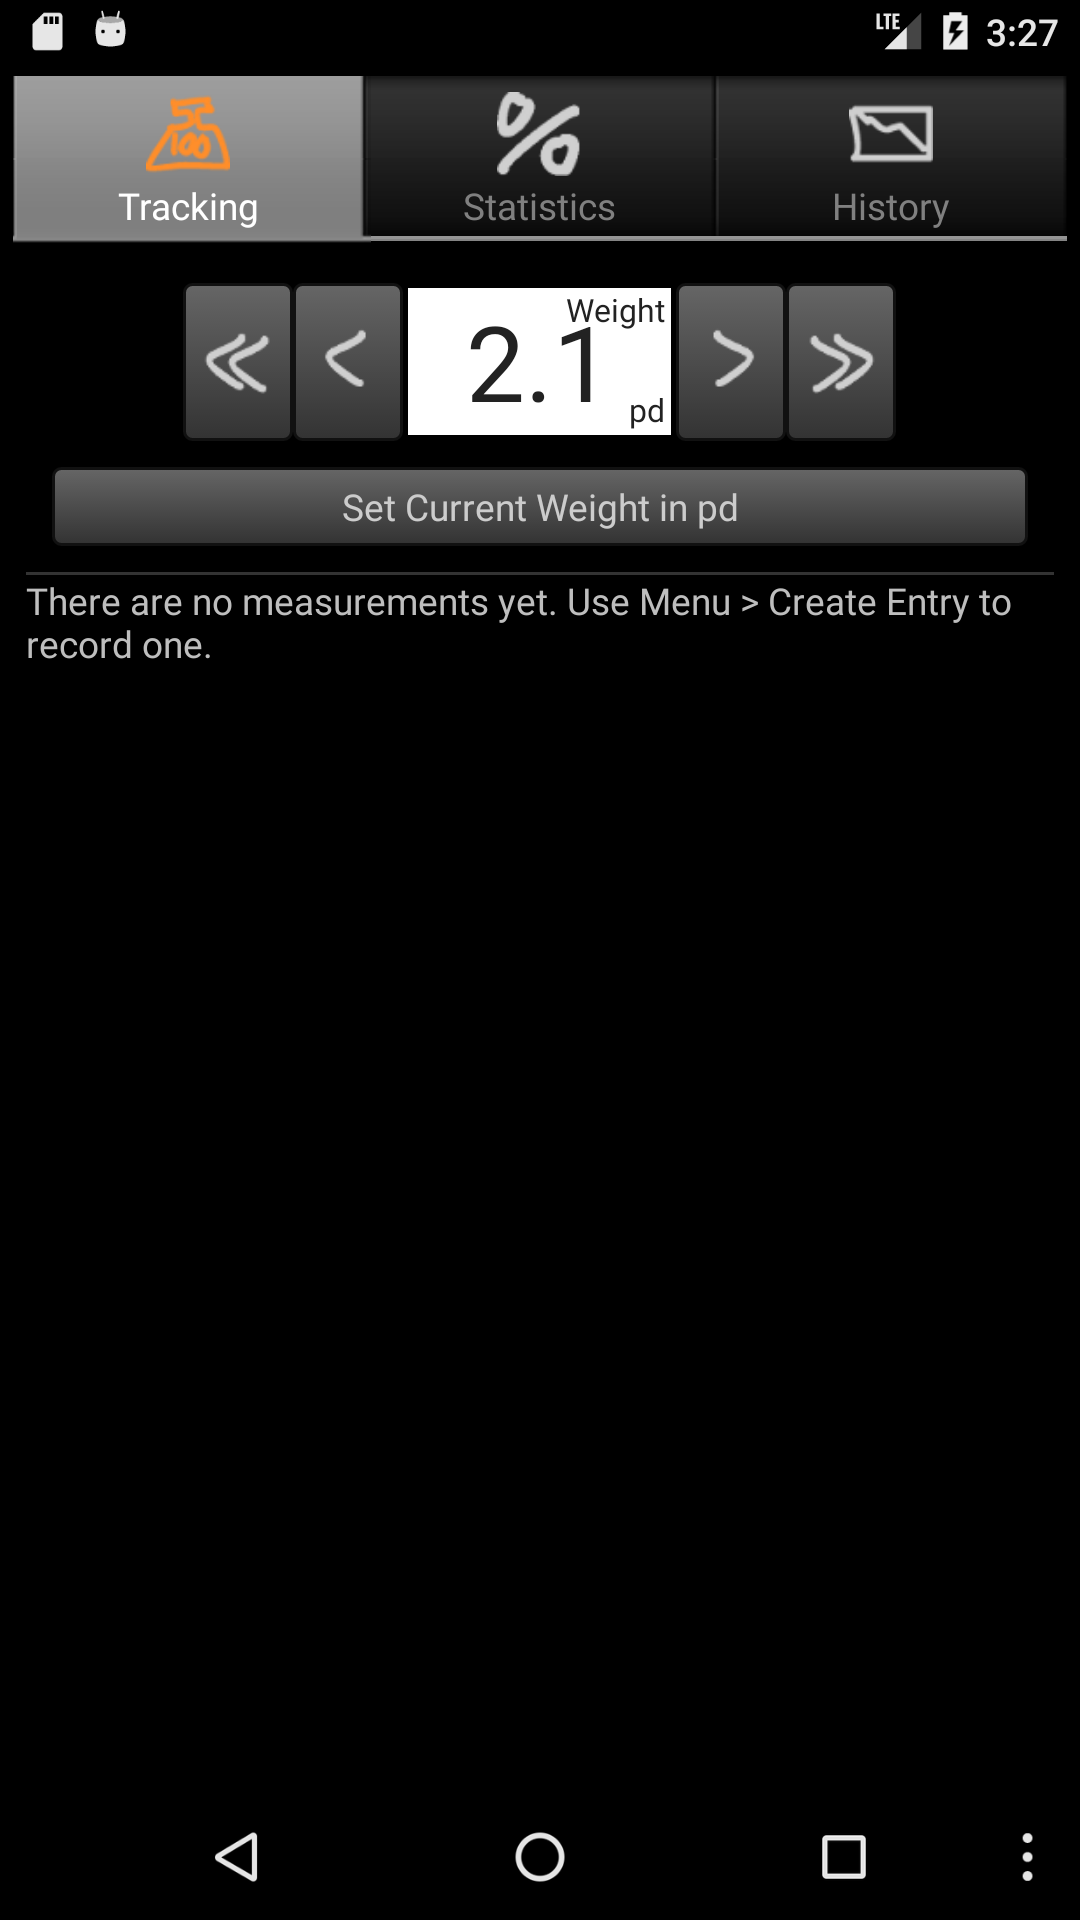 LTE 3:27
100
Tracking Statistics History
Weight
2.1
pd
Set Current Weight in pd
There are no measurements yet. Use Menu > Create Entry to
record one.